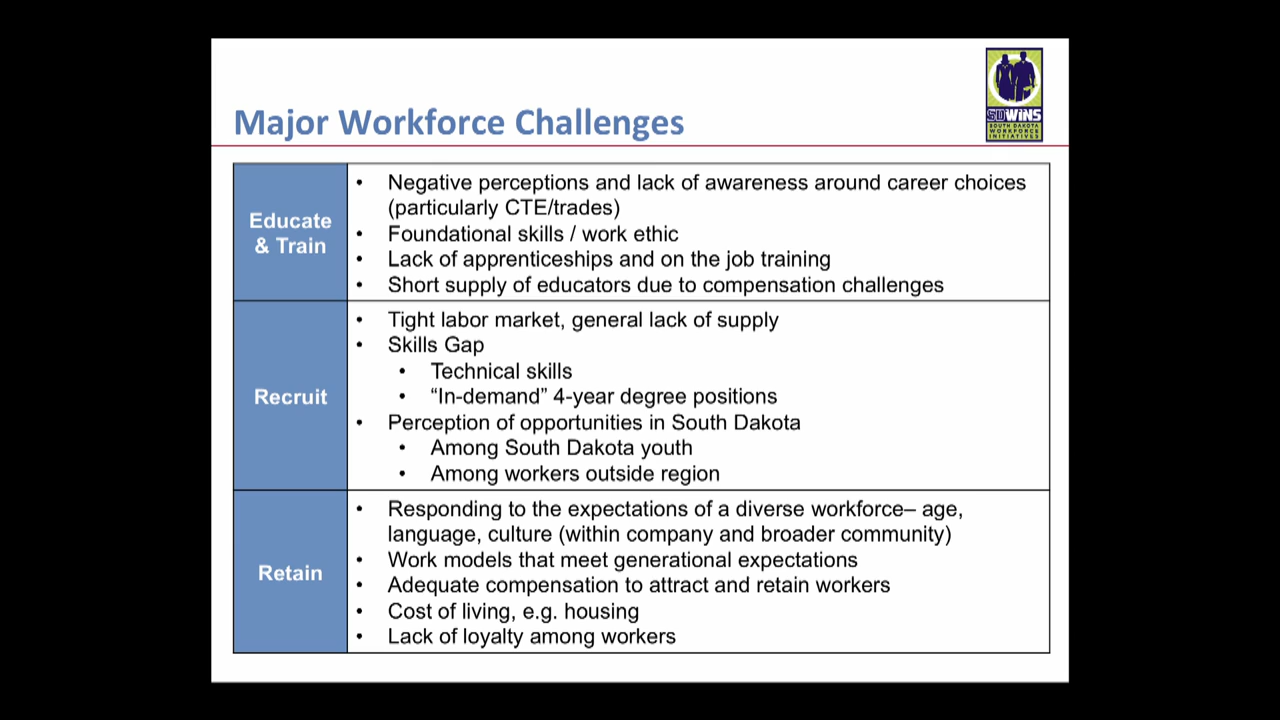 Major Workforce Challenges
SDWINS
SOUTH DAKOTA
WORKFORCE
INITIATIVES
Educate
& Train
• Negative perceptions and lack of awareness around career choices
(particularly CTE/trades)
• Foundational skills / work ethic
• Lack of apprenticeships and on the job training
• Short supply of educators due to compensation challenges
Recruit
• Tight labor market, general lack of supply
• Skills Gap
• Technical skills
• “In-demand” 4-year degree positions
• Perception of opportunities in South Dakota
• Among South Dakota youth
• Among workers outside region
Retain
• Responding to the expectations of a diverse workforce– age,
language, culture (within company and broader community)
• Work models that meet generational expectations
• Adequate compensation to attract and retain workers
• Cost of living, e.g. housing
• Lack of loyalty among workers